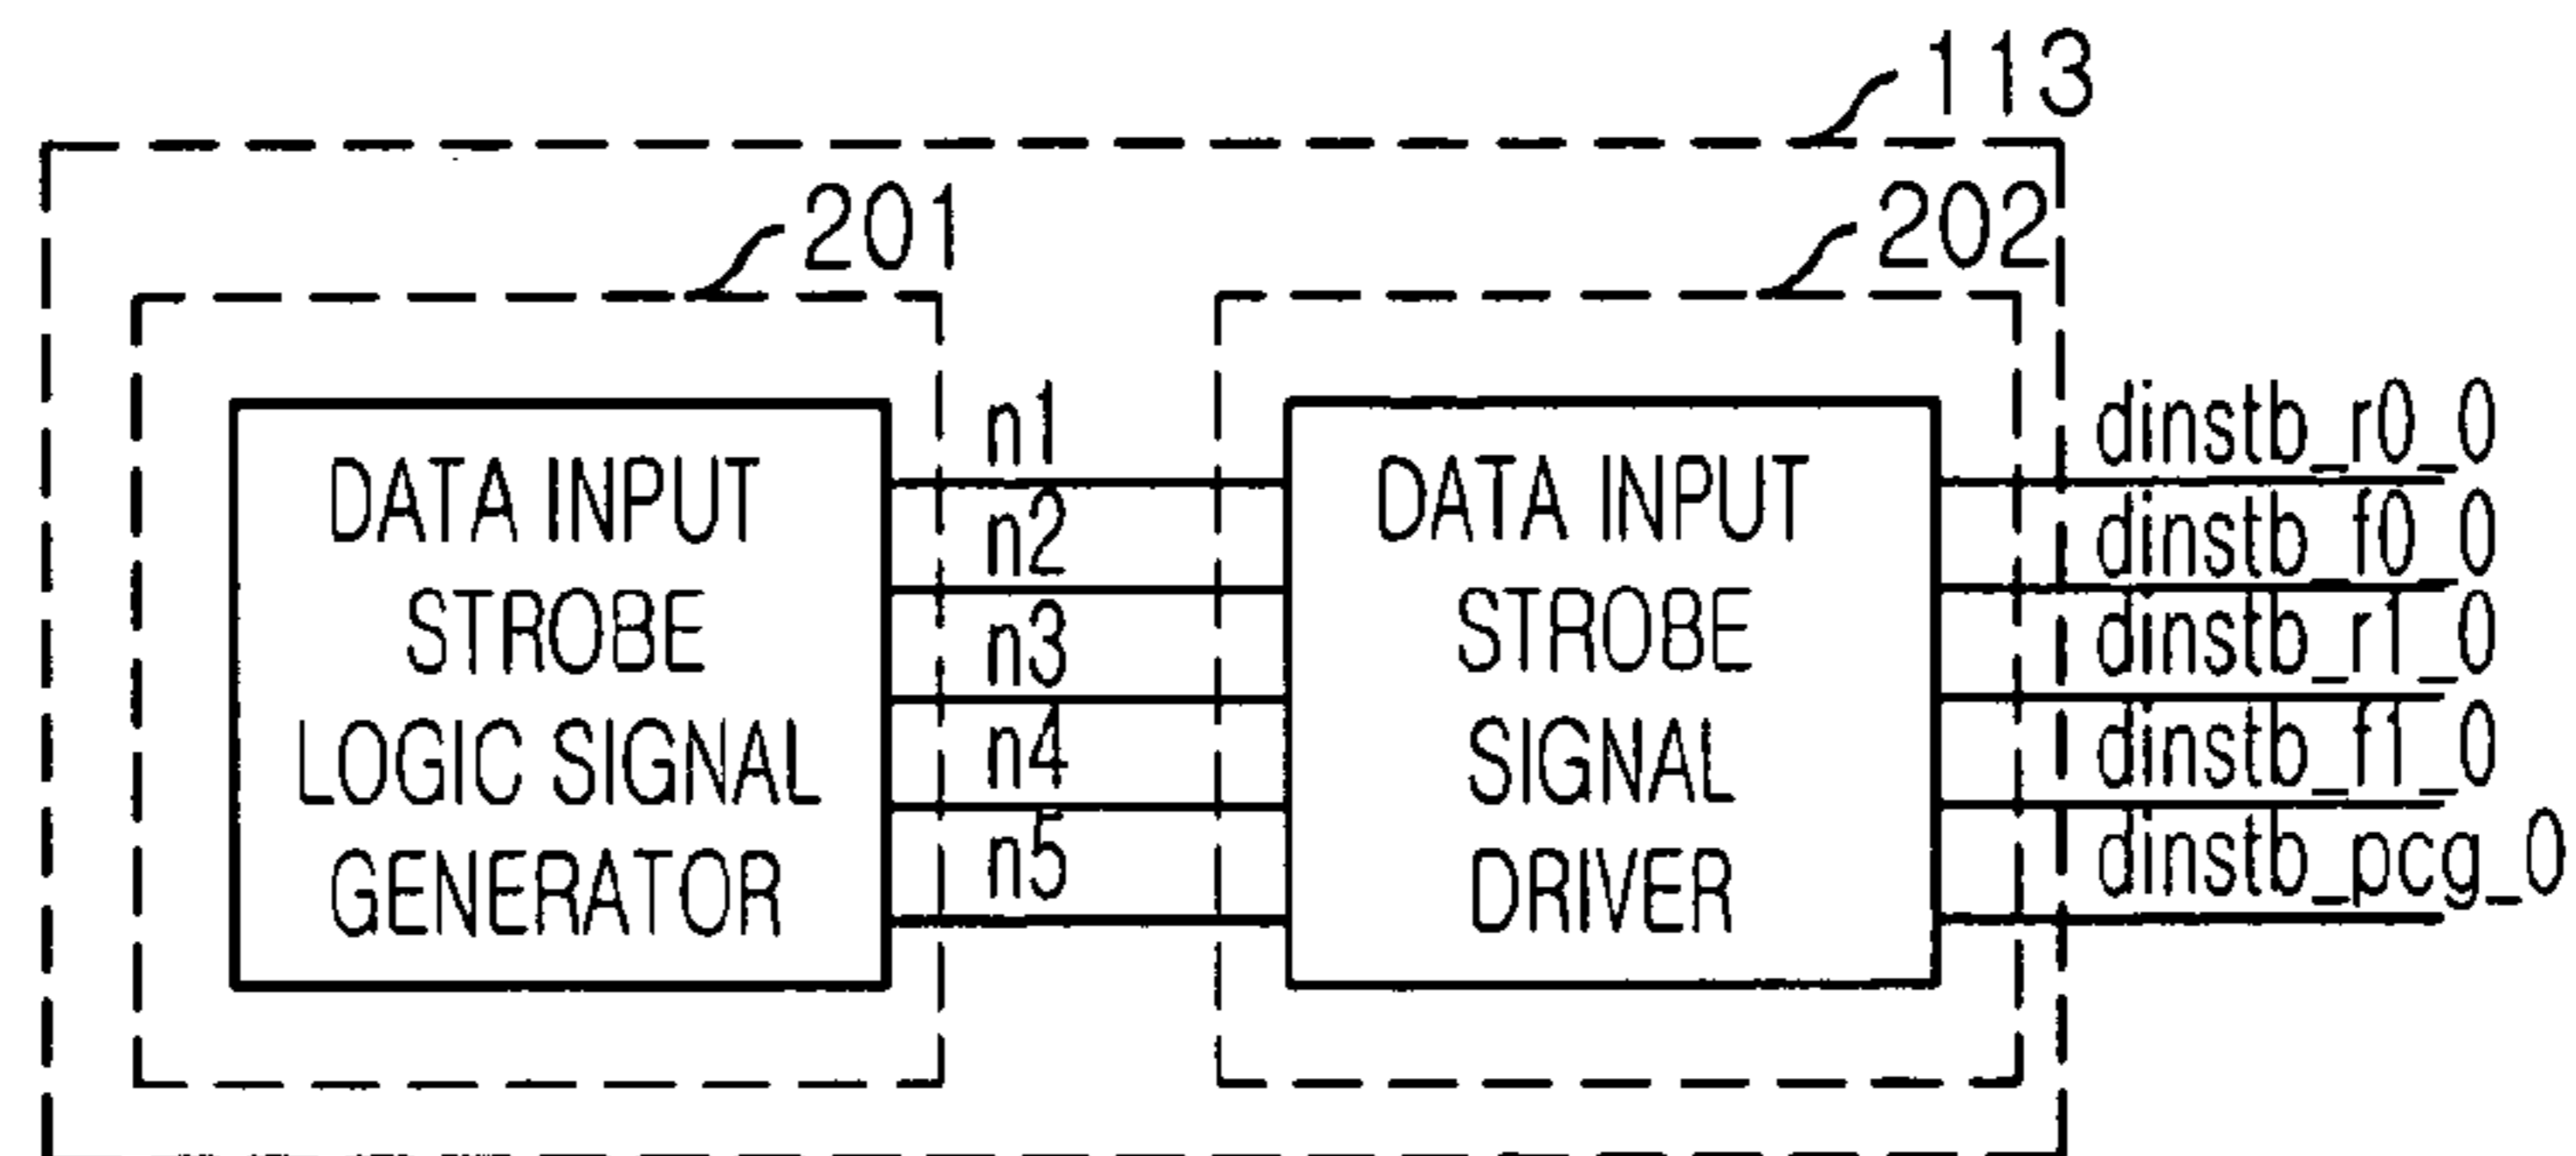 113
201
202
DATA INPUT
STROBE
LOGIC SIGNAL
GENERATOR
n1
n2
n3
n4
n5
DATA INPUT
STROBE
SIGNAL
DRIVER
dinstb_r0_0
dinstb_f0_0
dinstb_r1_0
dinstb_f1_0
dinstb_pcg_0